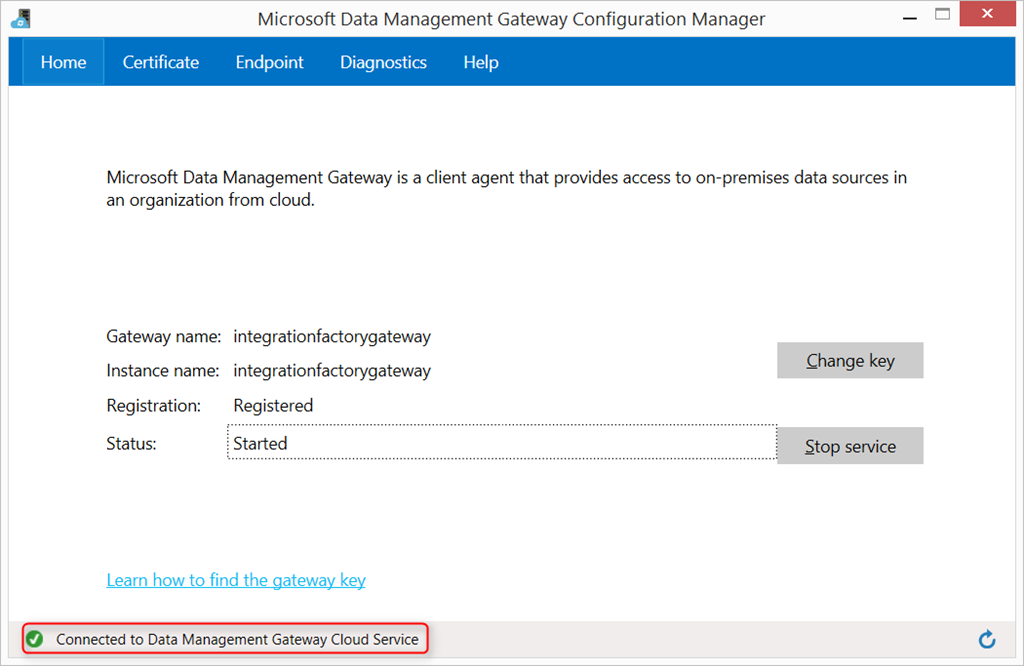 Microsoft Data Management Gateway Configuration Manager
Home Certificate Endpoint Diagnostics Help
Microsoft Data Management Gateway is a client agent that provides access to on-premises data sources in
an organization from cloud.
Gateway name: integrationfactorygateway
Change key
Instance name: integrationfactorygateway
Registration: Registered
Status: Started
Stop service
Learn how to find the gateway key
Connected to Data Management Gateway Cloud Service